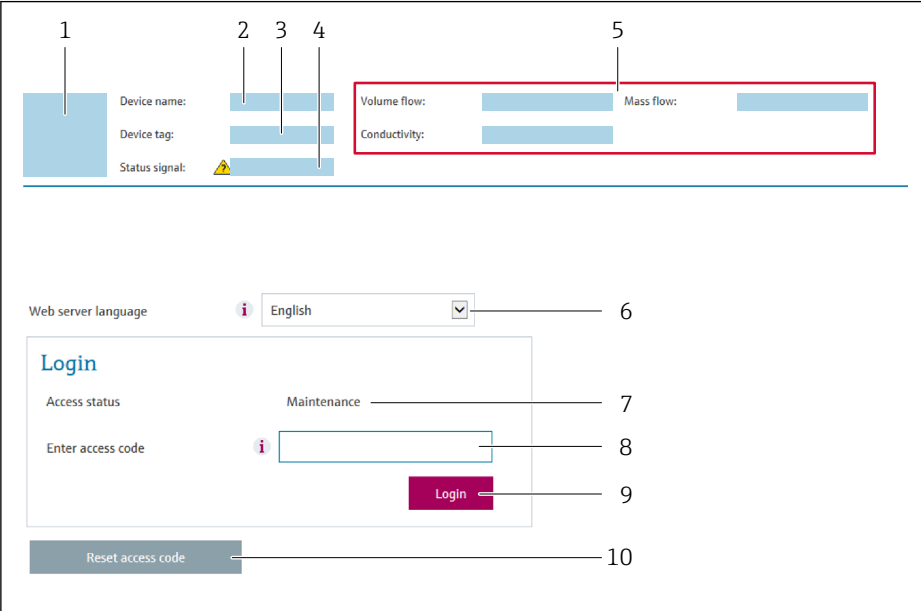 1 2 3 4 5
Device name: Volume flow: Mass flow:
Device tag: Conductivity:
Status signal: ?
Web server language i English 6
Login
Access status Maintenance 7
Enter access code i 8
Login 9
Reset access code 10